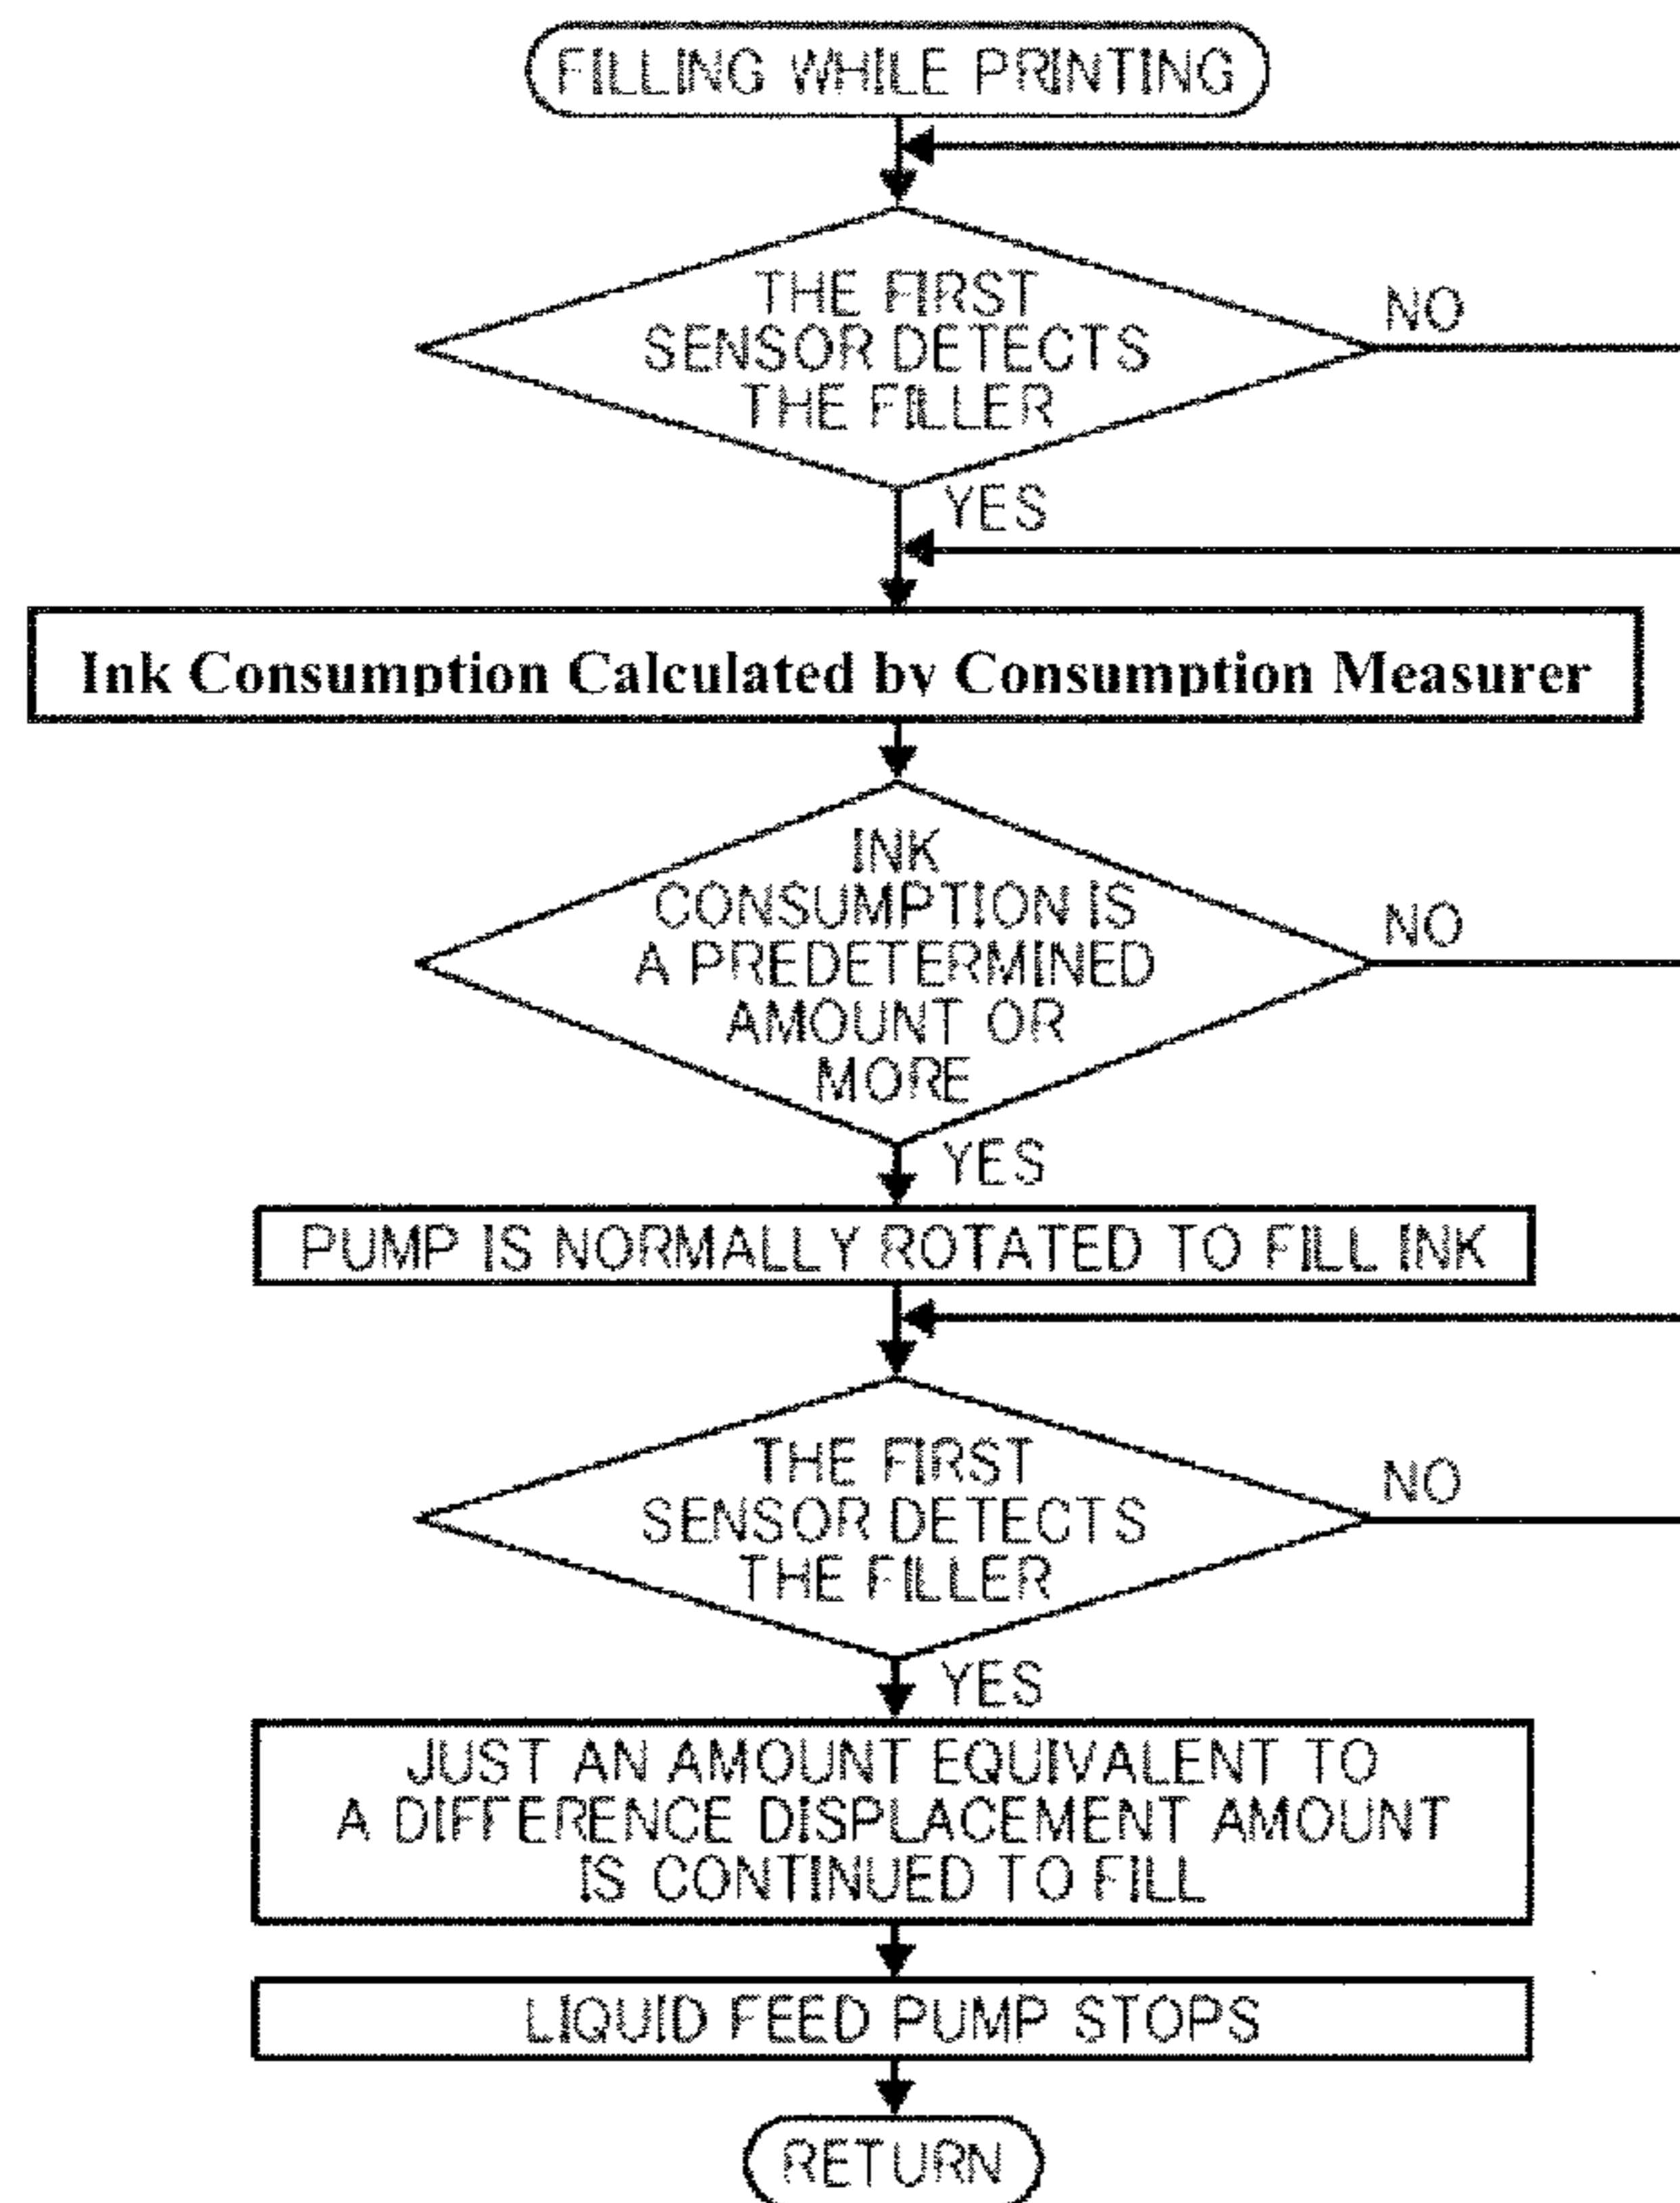 FILLING WHILE PRINTING
THE FIRST
SENSOR DETECTS
THE FILLER
NO
YES
Ink Consumption Calculated by Consumption Measurer
INK
CONSUMPTION IS
A PREDETERMINED
AMOUNT OR
MORE
NO
YES
PUMP IS NORMALLY ROTATED TO FILL INK
THE FIRST
SENSOR DETECTS
THE FILLER
NO
YES
JUST AN AMOUNT EQUIVALENT TO
A DIFFERENCE DISPLACEMENT AMOUNT
IS CONTINUED TO FILL
LIQUID FEED PUMP STOPS
RETURN